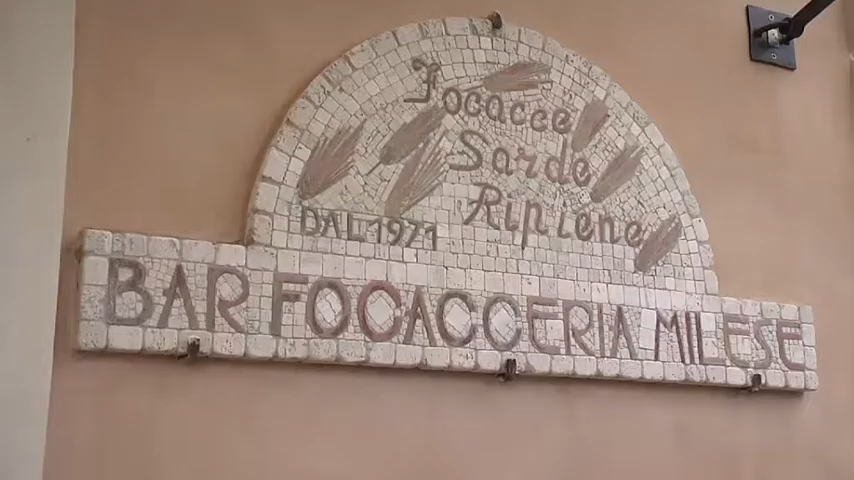 Focacce
Sarde
Ripiene
DAL 1971
BAR FOCACCERIA MILESE